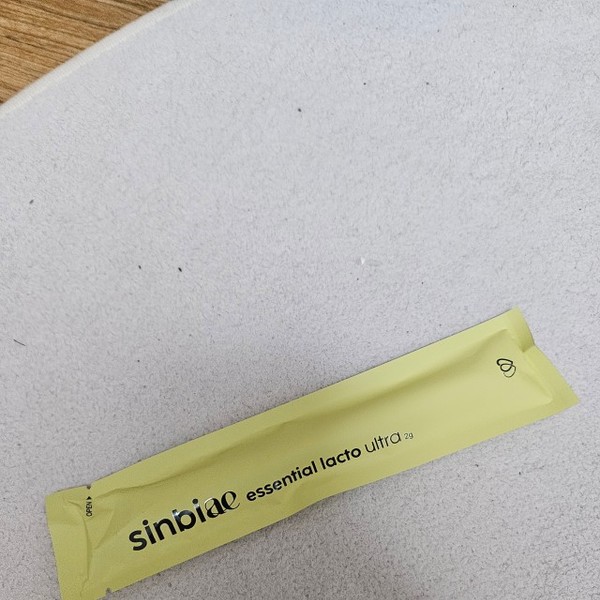 OPEN ▶
sinbiae essential lacto ultra 2g